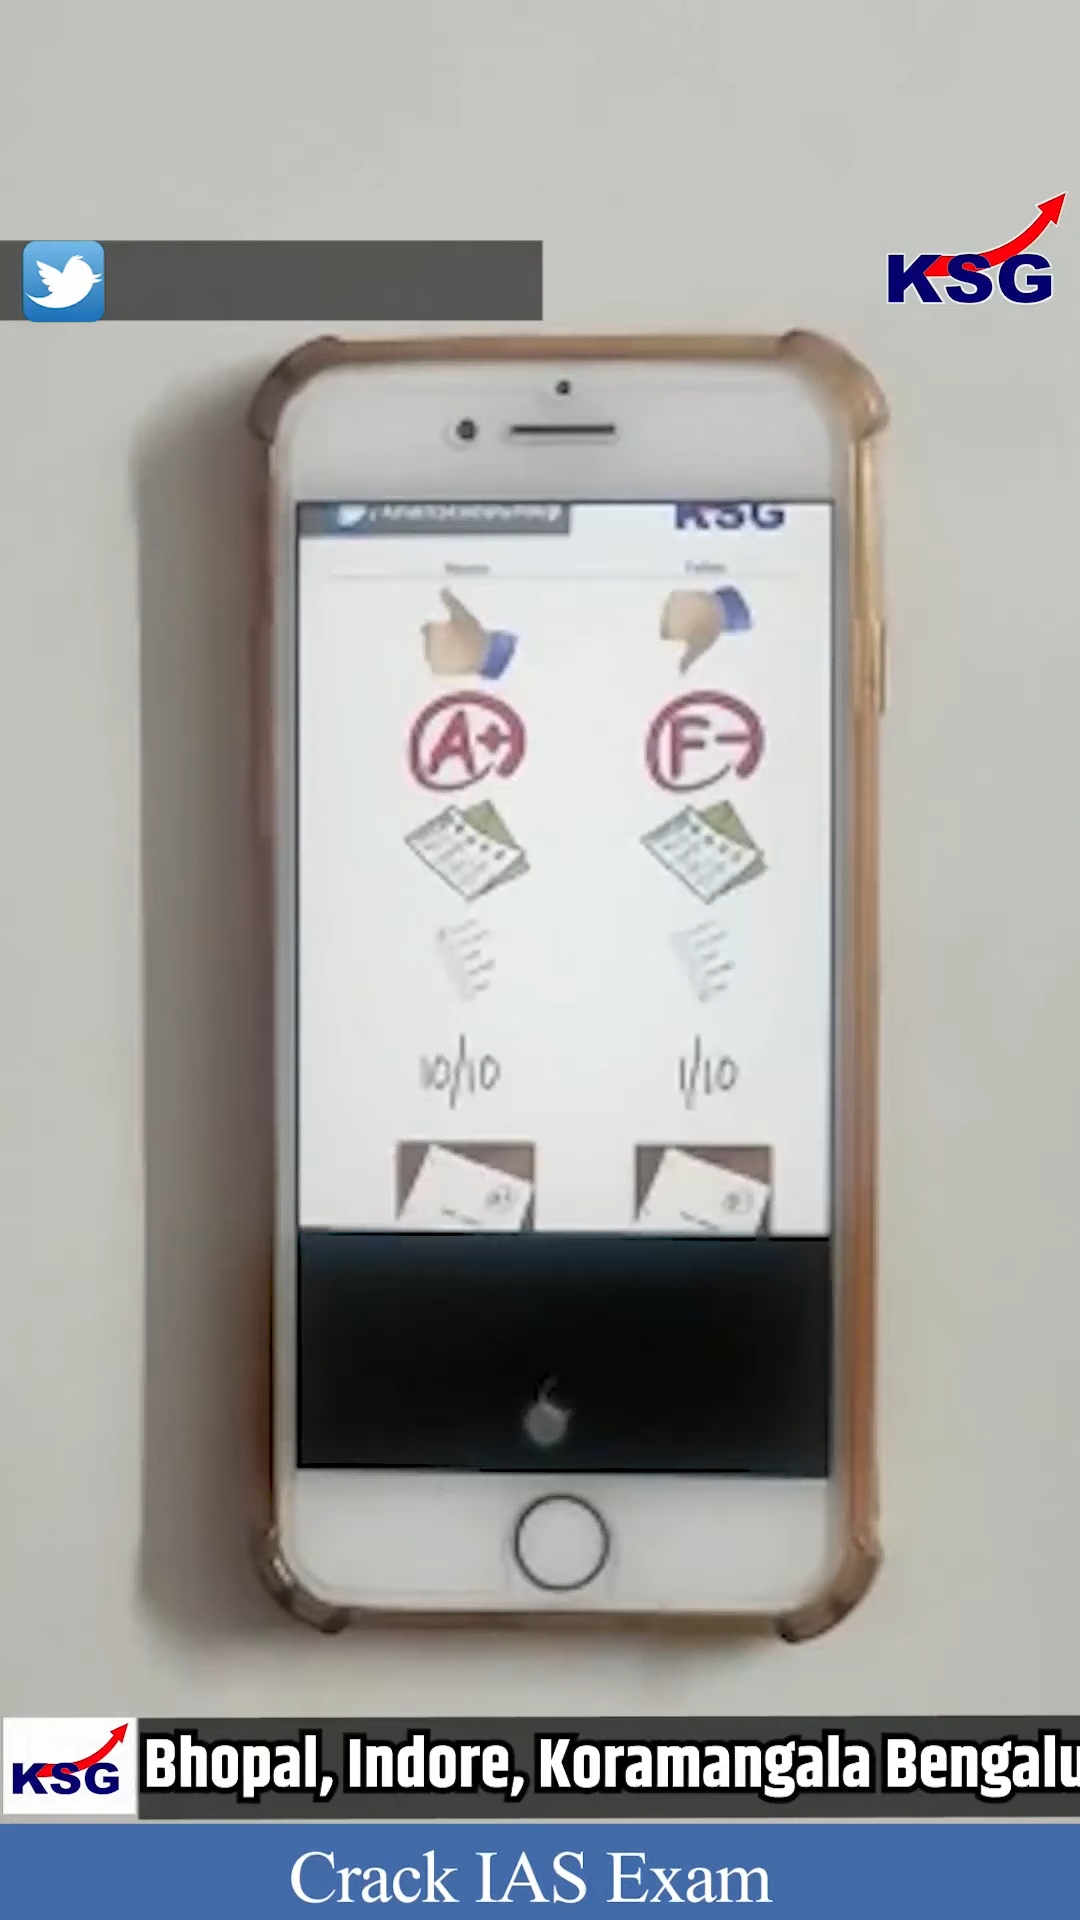 KSG
KSG
A+ F-
10/10 1/10
A+
KSG Bhopal, Indore, Koramangala Bengalu
Crack IAS Exam